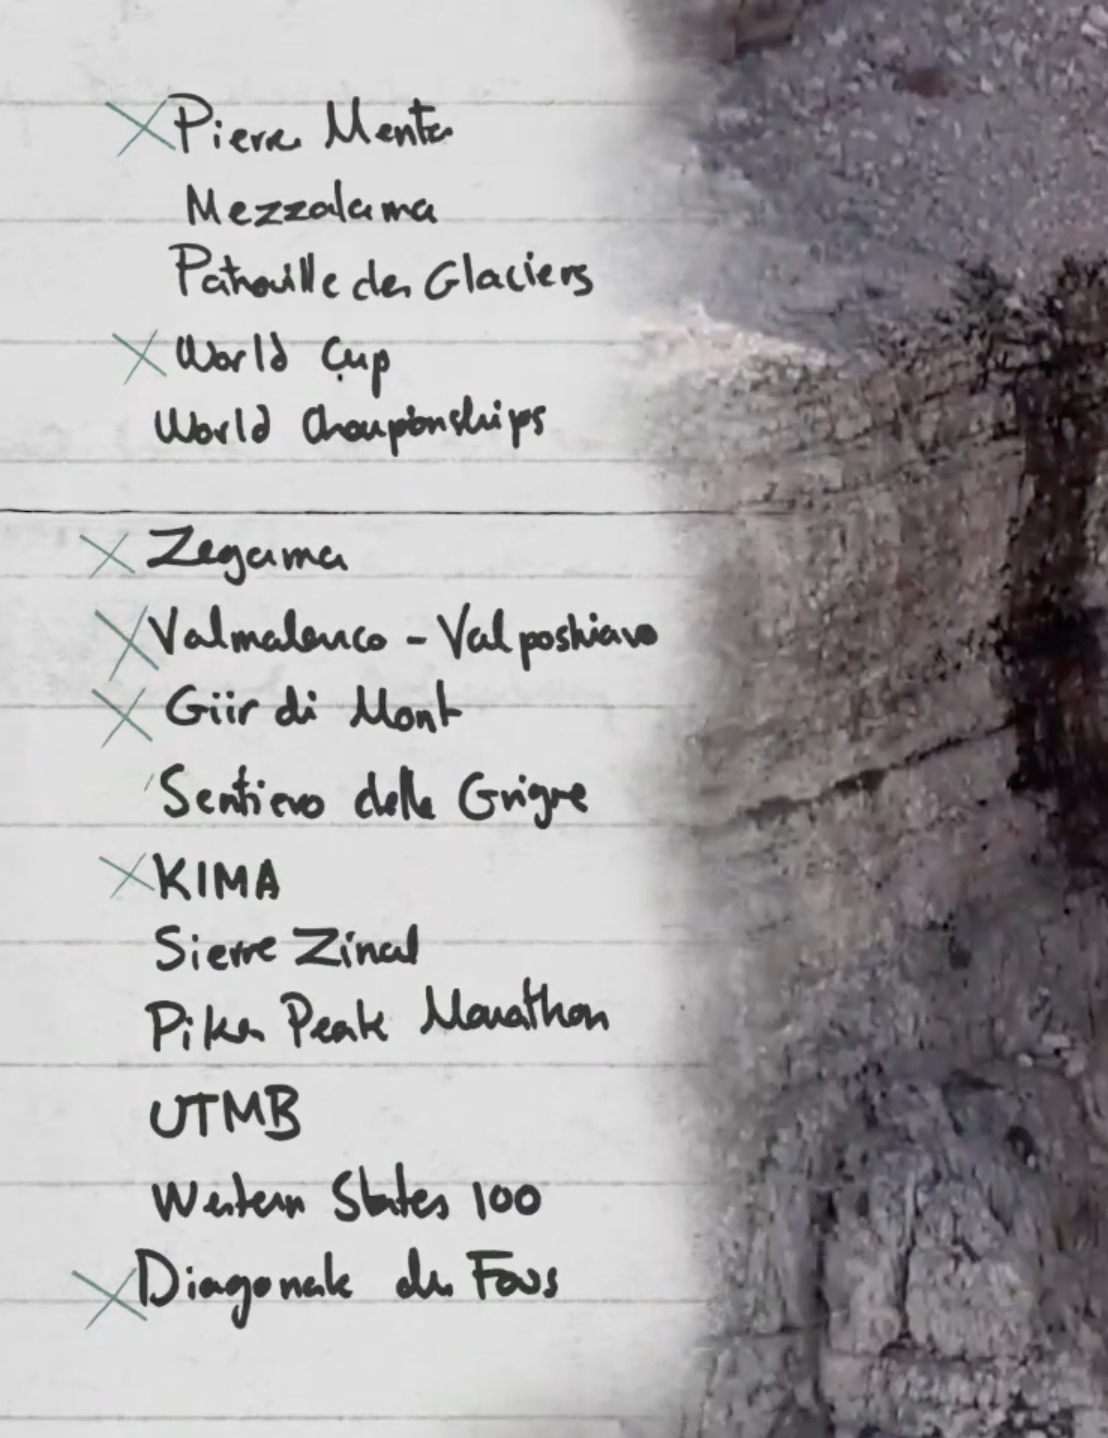 Pierre Menta
Mezzalama
Patrouille des Glaciers
World Cup
World Championships
Zegama
Valmalenco - Valposhiavo
Giir di Mont
Sentiero delle Grigne
KIMA
Sierre Zinal
Pikes Peak Marathon
UTMB
Western States 100
Diagonale des Fous